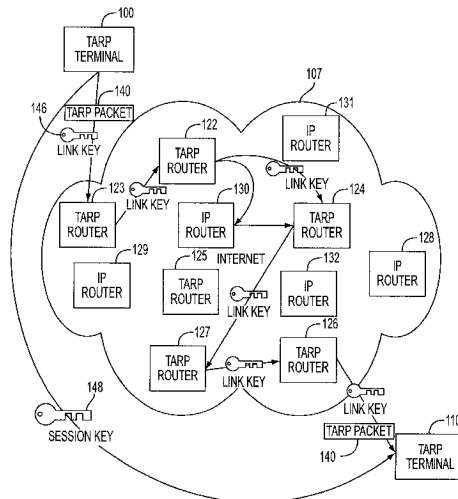 100
TARP
TERMINAL
140
TARP PACKET
146
LINK KEY
107
131
IP
ROUTER
122
TARP
ROUTER
LINK KEY
LINK KEY
123
TARP
ROUTER
130
IP
ROUTER
124
TARP
ROUTER
INTERNET
129
IP
ROUTER
125
TARP
ROUTER
132
IP
ROUTER
128
IP
ROUTER
LINK KEY
127
TARP
ROUTER
126
TARP
ROUTER
LINK KEY
LINK KEY
148
SESSION KEY
TARP PACKET
140
110
TARP
TERMINAL